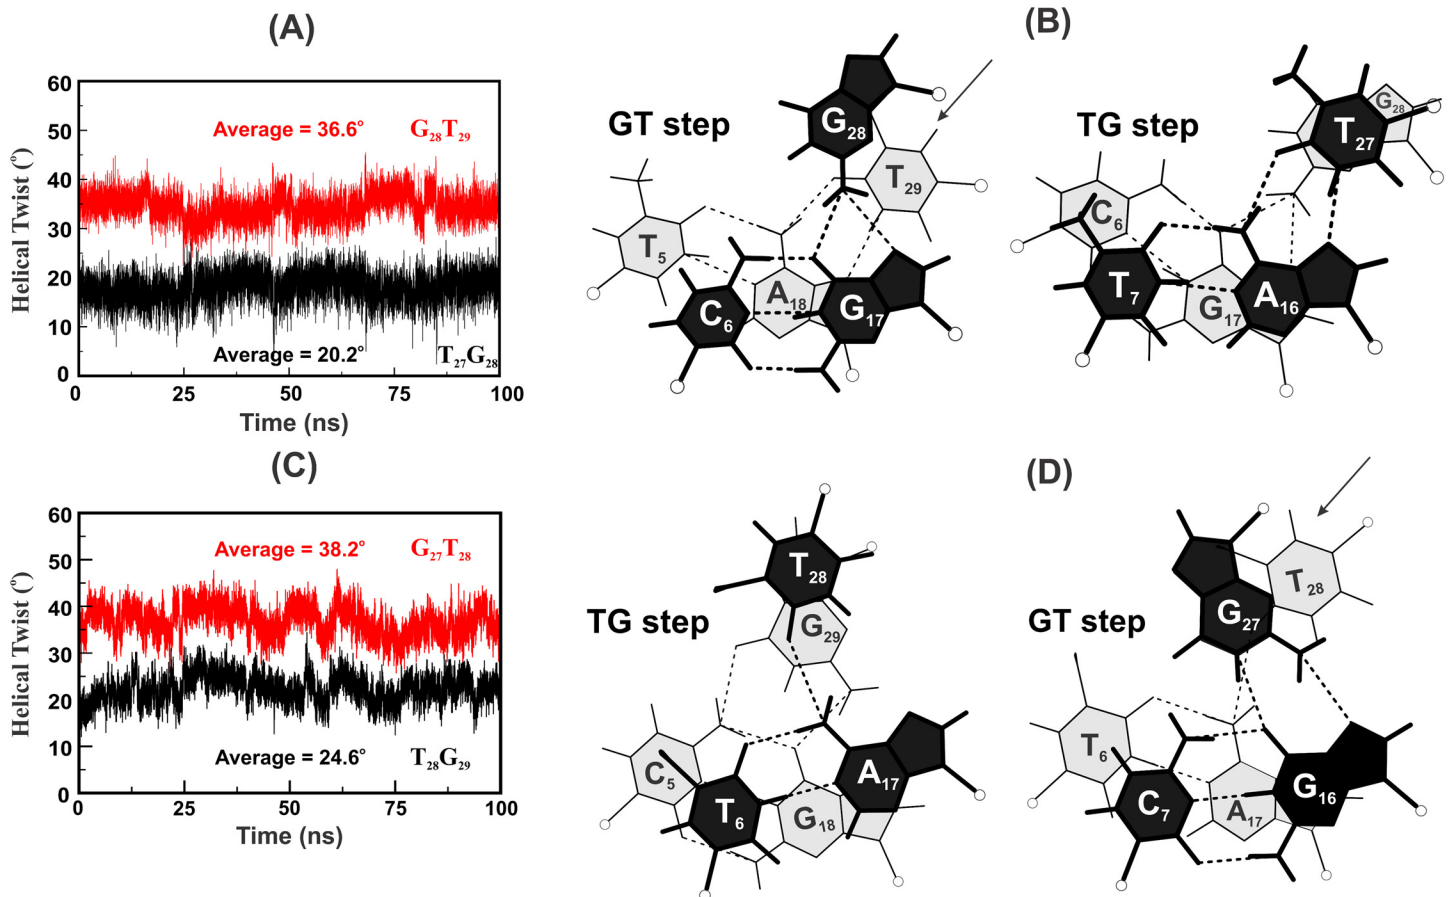 (A)
60
50
40
30
20
10
0
Helical Twist (°)
Average = 36.6°
G28T29
Average = 20.2°
T27G28
0
25
50
75
100
Time (ns)
GT step
G28
T29
T5
A18
C6
G17
(B)
TG step
G28
T27
C6
T7
G17
A16
(C)
60
50
40
30
20
10
0
Helical Twist (°)
Average = 38.2°
G27T28
Average = 24.6°
T28G29
0
25
50
75
100
Time (ns)
TG step
T28
G29
C5
A17
T6
G18
(D)
GT step
T28
G27
T6
G16
C7
A17